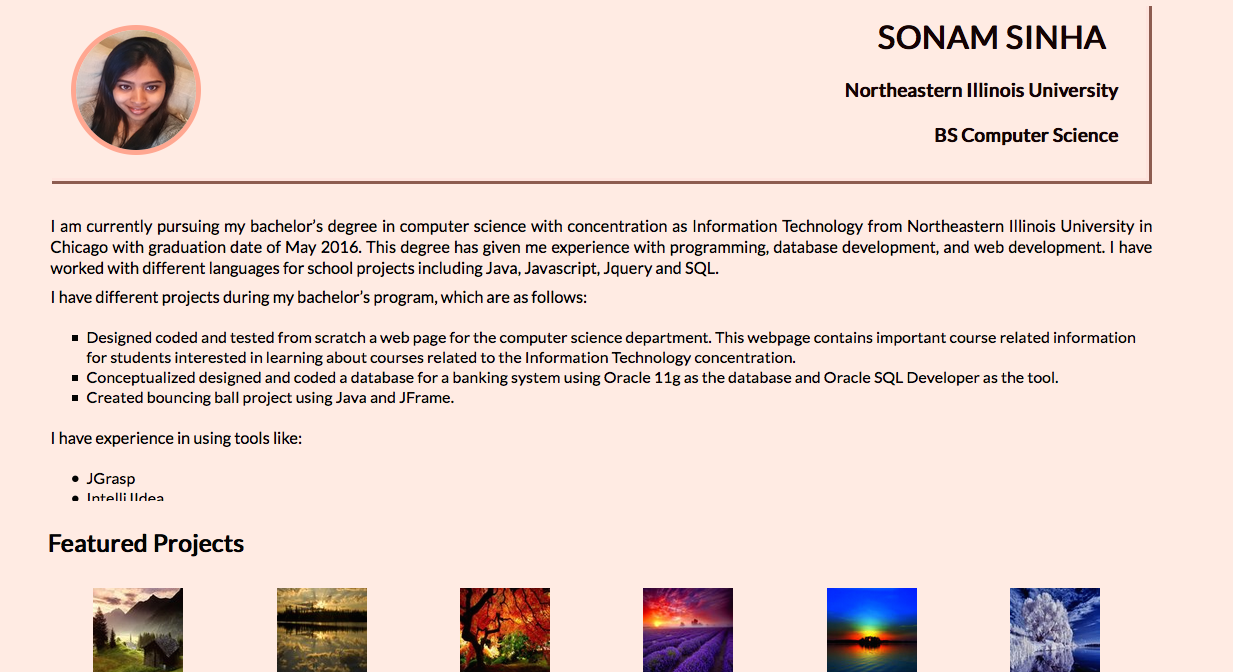 SONAM SINHA
Northeastern Illinois University
BS Computer Science
I am currently pursuing my bachelor’s degree in computer science with concentration as Information Technology from Northeastern Illinois University in
Chicago with graduation date of May 2016. This degree has given me experience with programming, database development, and web development. I have
worked with different languages for school projects including Java, Javascript, Jquery and SQL.
I have different projects during my bachelor’s program, which are as follows:
Designed coded and tested from scratch a web page for the computer science department. This webpage contains important course related information
for students interested in learning about courses related to the Information Technology concentration.
Conceptualized designed and coded a database for a banking system using Oracle 11g as the database and Oracle SQL Developer as the tool.
Created bouncing ball project using Java and JFrame.
I have experience in using tools like:
JGrasp
Intelli IIdea
Featured Projects